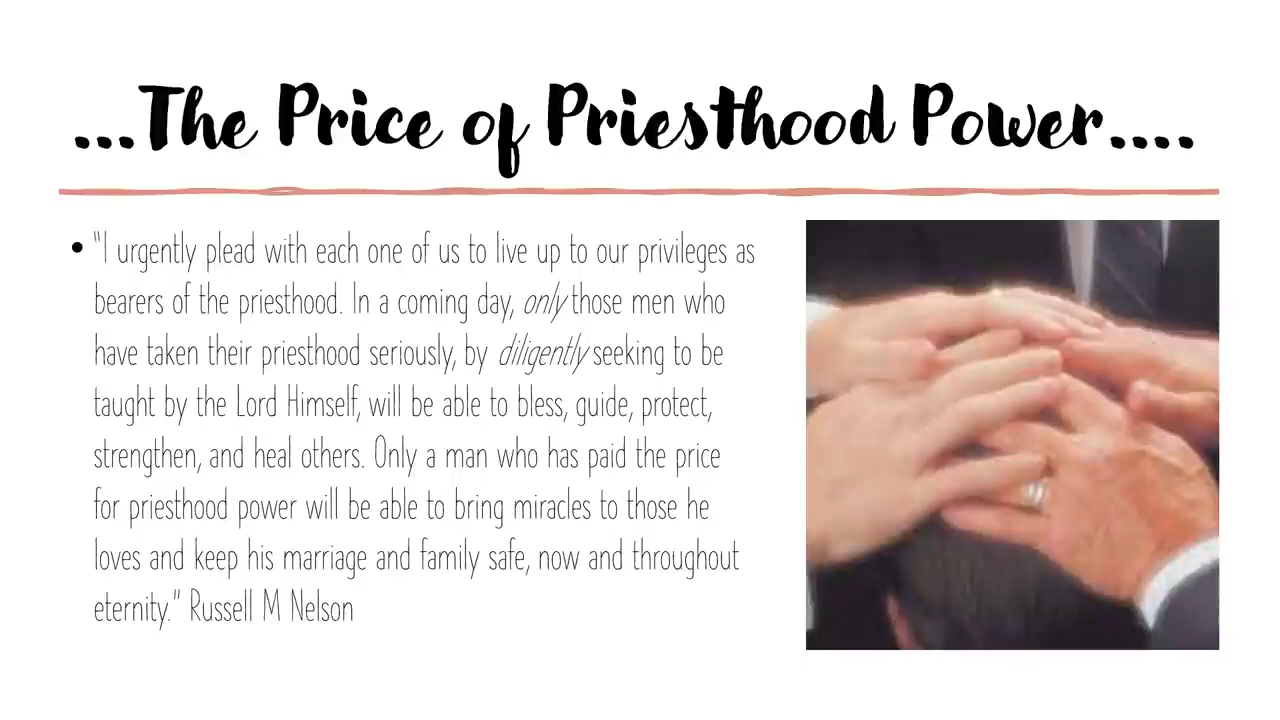 ...The Price of Priesthood Power....
• "I urgently plead with each one of us to live up to our privileges as
bearers of the priesthood. In a coming day, only those men who
have taken their priesthood seriously, by diligently seeking to be
taught by the Lord Himself, will be able to bless, guide, protect,
strengthen, and heal others. Only a man who has paid the price
for priesthood power will be able to bring miracles to those he
loves and keep his marriage and family safe, now and throughout
eternity." Russell M Nelson